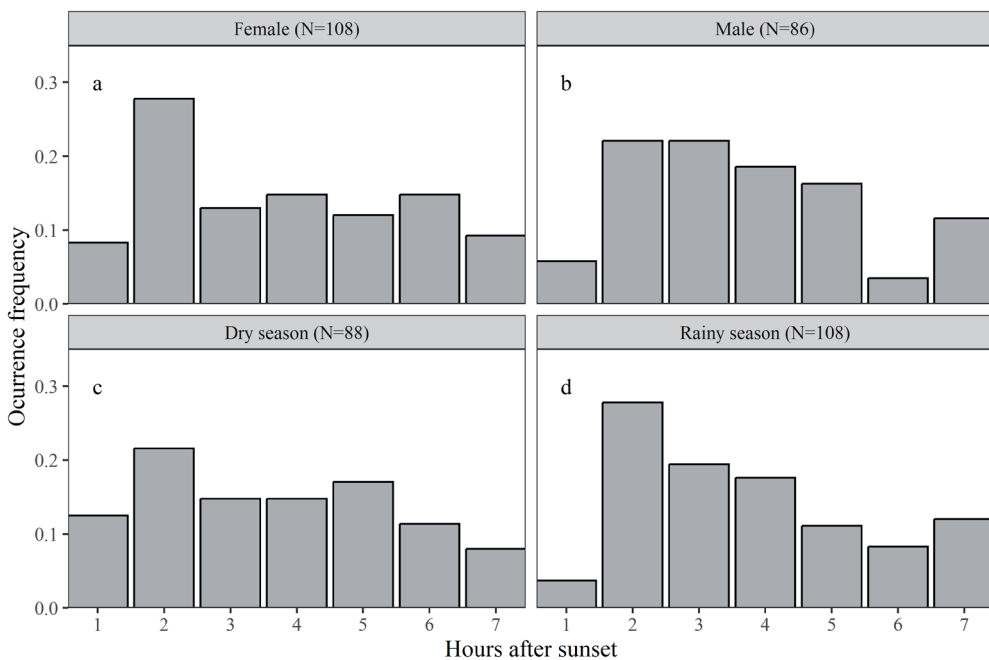 Female (N=108)
Male (N=86)
a
b
0.3
0.2
0.1
0.0
Dry season (N=88)
Rainy season (N=108)
c
d
0.3
0.2
0.1
0.0
1 2 3 4 5 6 7
1 2 3 4 5 6 7
Hours after sunset
Ocurrence frequency